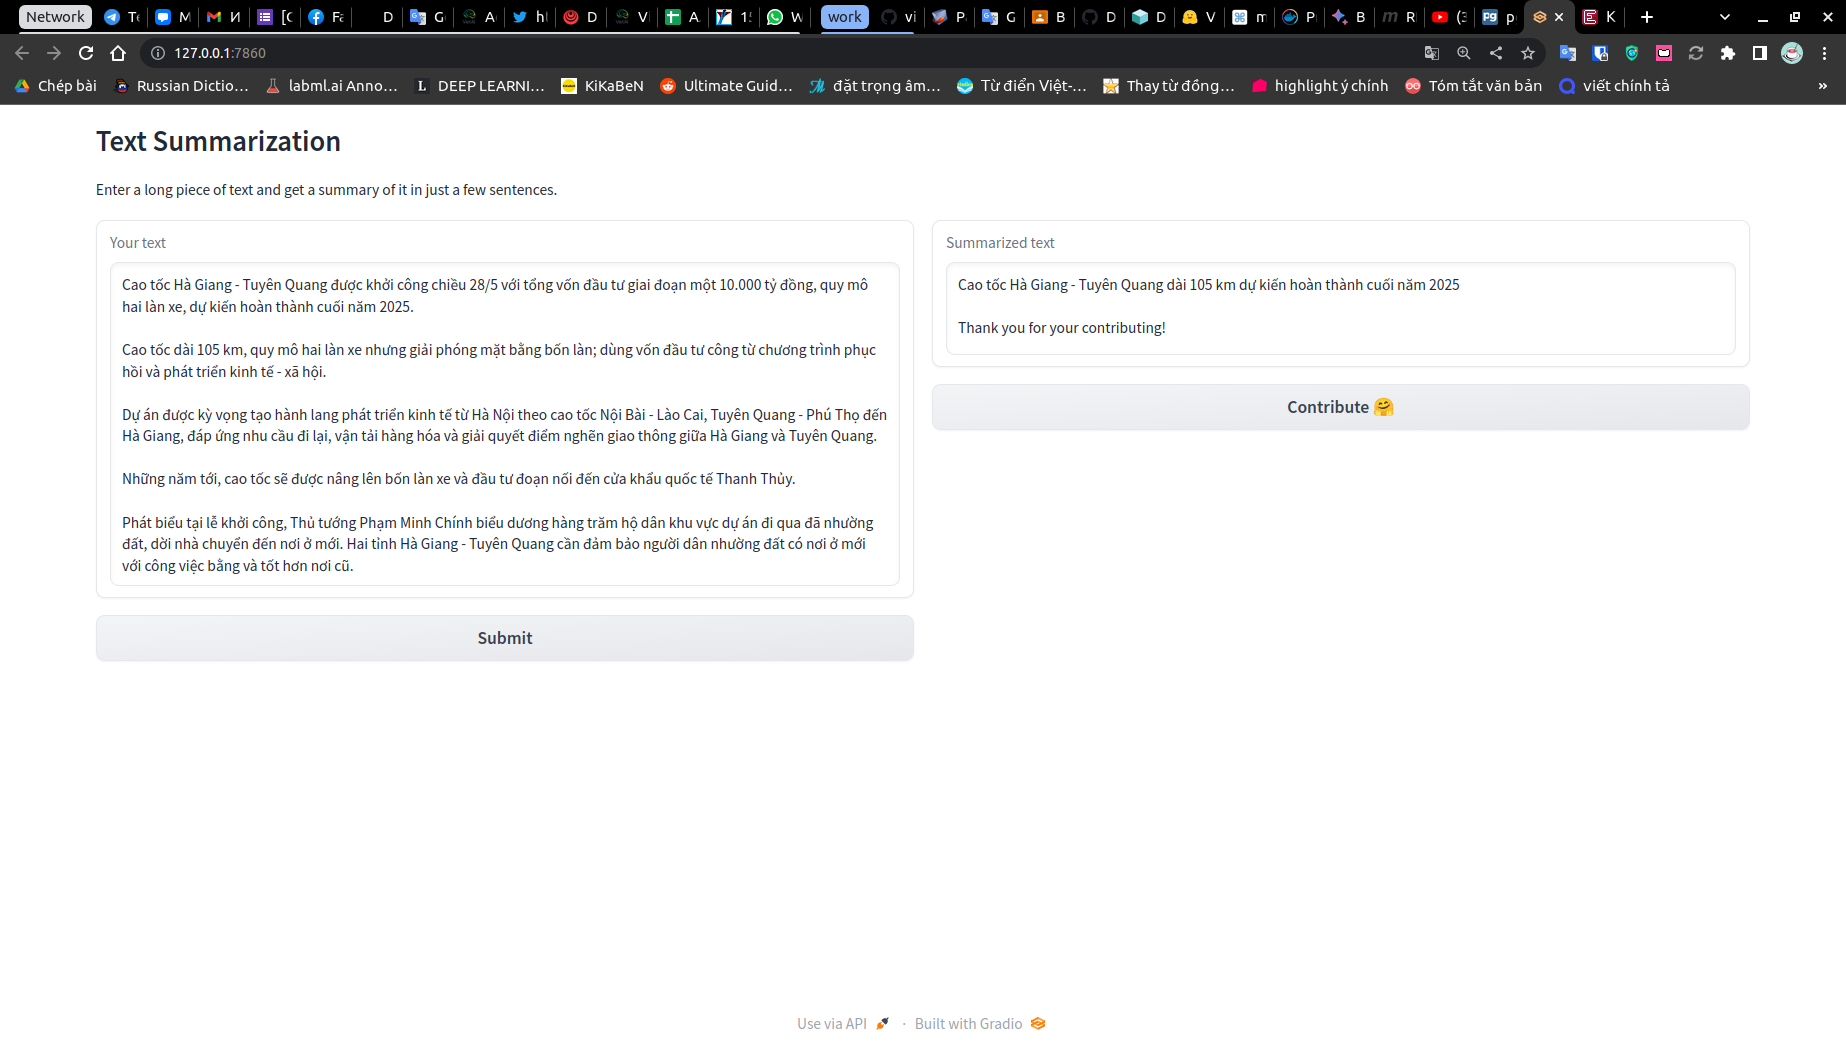 Network
Te
M
И
[C
Fa
D
G
A
ht
D
V
A
15
W
work
vi
P
G
B
D
D
V
m
P
B
R
(3
p
K
127.0.0.1:7860
Chép bài
Russian Dictio...
labml.ai Anno...
DEEP LEARNI...
KiKaBeN
Ultimate Guid...
đặt trọng âm...
Từ điển Việt-...
Thay từ đồng...
highlight ý chính
Tóm tắt văn bản
viết chính tả
»
Text Summarization
Enter a long piece of text and get a summary of it in just a few sentences.
Your text
Cao tốc Hà Giang - Tuyên Quang được khởi công chiều 28/5 với tổng vốn đầu tư giai đoạn một 10.000 tỷ đồng, quy mô
hai làn xe, dự kiến hoàn thành cuối năm 2025.
Cao tốc dài 105 km, quy mô hai làn xe nhưng giải phóng mặt bằng bốn làn; dùng vốn đầu tư công từ chương trình phục
hồi và phát triển kinh tế - xã hội.
Dự án được kỳ vọng tạo hành lang phát triển kinh tế từ Hà Nội theo cao tốc Nội Bài - Lào Cai, Tuyên Quang - Phú Thọ đến
Hà Giang, đáp ứng nhu cầu đi lại, vận tải hàng hóa và giải quyết điểm nghẽn giao thông giữa Hà Giang và Tuyên Quang.
Những năm tới, cao tốc sẽ được nâng lên bốn làn xe và đầu tư đoạn nối đến cửa khẩu quốc tế Thanh Thủy.
Phát biểu tại lễ khởi công, Thủ tướng Phạm Minh Chính biểu dương hàng trăm hộ dân khu vực dự án đi qua đã nhường
đất, dời nhà chuyển đến nơi ở mới. Hai tỉnh Hà Giang - Tuyên Quang cần đảm bảo người dân nhường đất có nơi ở mới
với công việc bằng và tốt hơn nơi cũ.
Submit
Summarized text
Cao tốc Hà Giang - Tuyên Quang dài 105 km dự kiến hoàn thành cuối năm 2025
Thank you for your contributing!
Contribute 🤗
Use via API · Built with Gradio